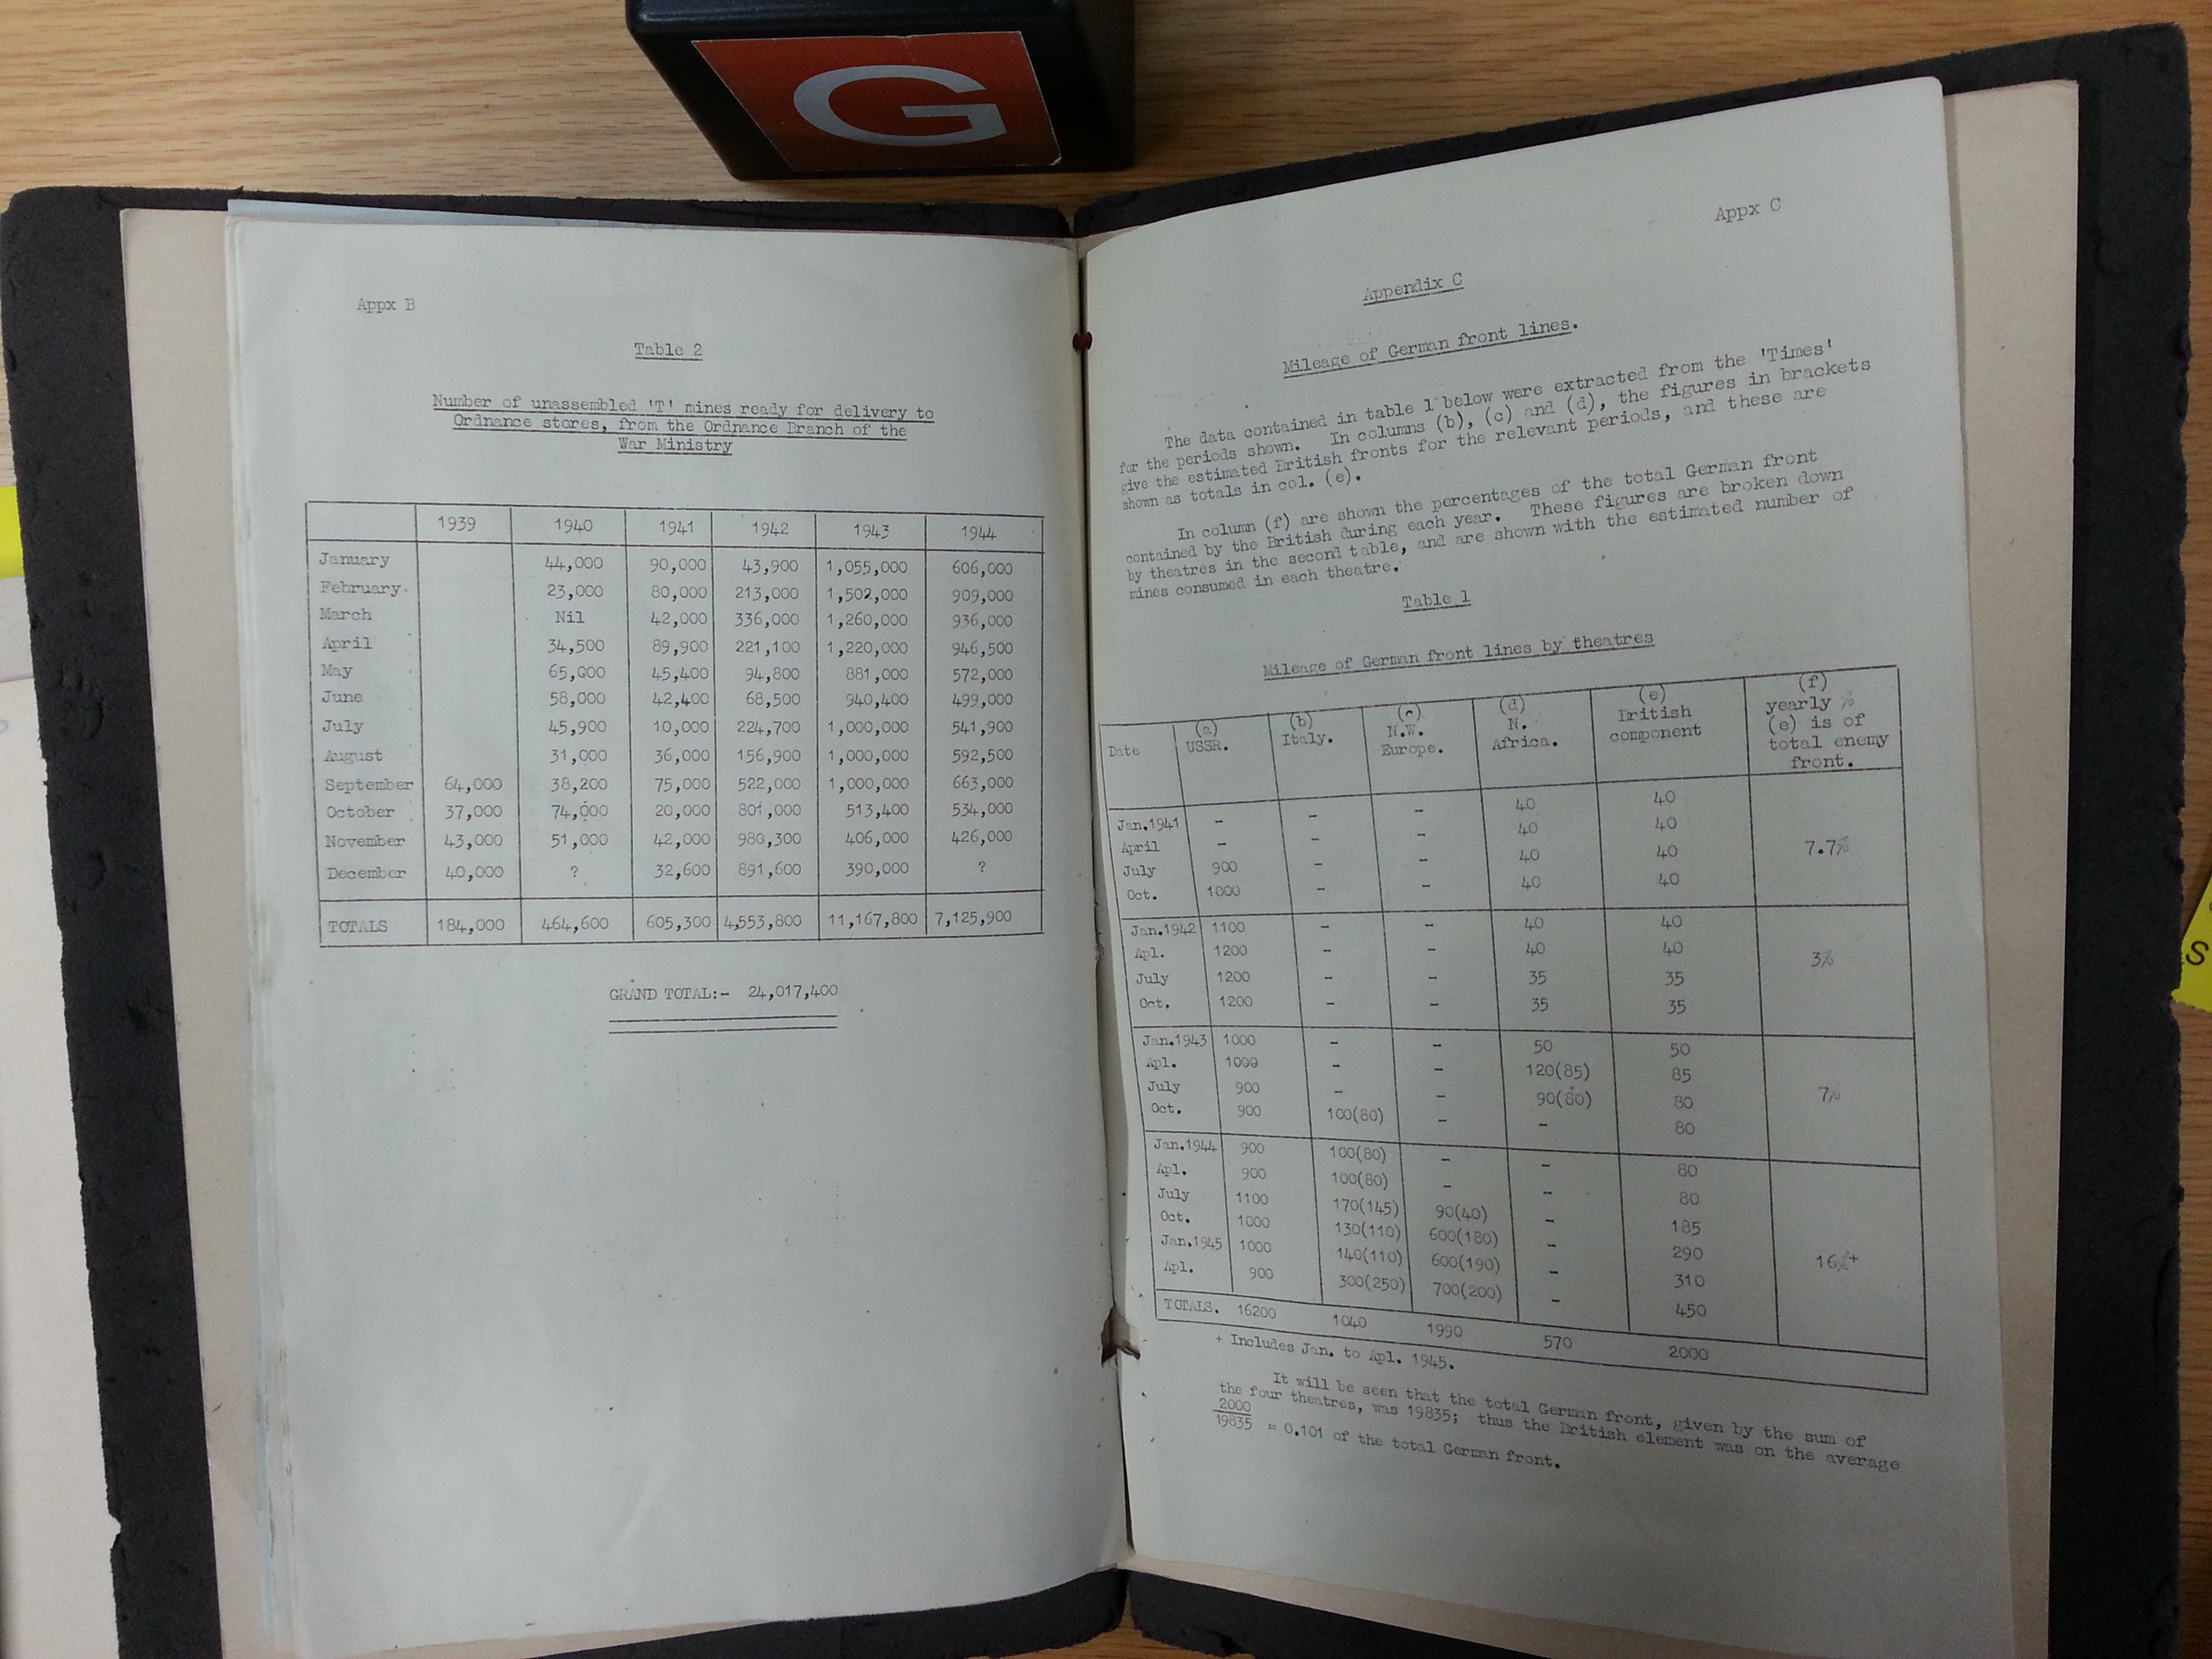 G
Appx B
Table 2
Number of unassembled 'T' mines ready for delivery to
Ordnance stores, from the Ordnance Branch of the
War Ministry
1939 1940 1941 1942 1943 1944
January 44,000 90,000 43,900 1,055,000 606,000
February 23,000 80,000 213,000 1,502,000 909,000
March Nil 42,000 336,000 1,260,000 936,000
April 34,500 89,900 221,100 1,220,000 946,500
May 65,000 45,400 94,800 881,000 572,000
June 58,000 42,400 68,500 940,400 499,000
July 45,900 10,000 224,700 1,000,000 541,900
August 31,000 36,000 156,900 1,000,000 592,500
September 64,000 38,200 75,000 522,000 1,000,000 663,000
October 37,000 74,000 20,000 801,000 513,400 534,000
November 43,000 51,000 42,000 980,300 406,000 426,000
December 40,000 ? 32,600 891,600 390,000 ?
TOTALS 184,000 464,600 605,300 4,553,800 11,167,800 7,125,900
GRAND TOTAL:- 24,017,400
Appx C
Appendix C
Mileage of German front lines.
The data contained in table 1 below were extracted from the 'Times'
for the periods shown. In columns (b), (c) and (d), the figures in brackets
give the estimated British fronts for the relevant periods, and these are
shown as totals in col. (e).
In column (f) are shown the percentages of the total German front
contained by the British during each year. These figures are broken down
by theatres in the second table, and are shown with the estimated number of
mines consumed in each theatre.
Table 1
Mileage of German front lines by theatres
Date (a) USSR. (b) Italy. (c) N.W. Europe. (d) N. Africa. (e) British component (f) yearly % (e) is of total enemy front.
Jan.1941 - - - 40 40
April - - - 40 40
July 900 - - 40 40 7.7%
Oct. 1000 - - 40 40
Jan.1942 1100 - - 40 40
Apl. 1200 - - 40 40 3%
July 1200 - - 35 35
Oct. 1200 - - 35 35
Jan.1943 1000 - - 50 50
Apl. 1000 - - 120(85) 85
July 900 - - 90(80) 80 7%
Oct. 900 100(80) - - 80
Jan.1944 900 100(80) - - 80
Apl. 900 100(80) - - 80
July 1100 170(145) 90(40) - 185
Oct. 1000 130(110) 600(180) - 290 16%+
Jan.1945 1000 140(110) 600(190) - 310
Apl. 900 300(250) 700(200) - 450
TOTALS. 16200 1040 1990 570 2000
+ Includes Jan. to Apl. 1945.
It will be seen that the total German front, given by the sum of
the four theatres, was 19835; thus the British element was on the average
2000
19835 = 0.101 of the total German front.
S